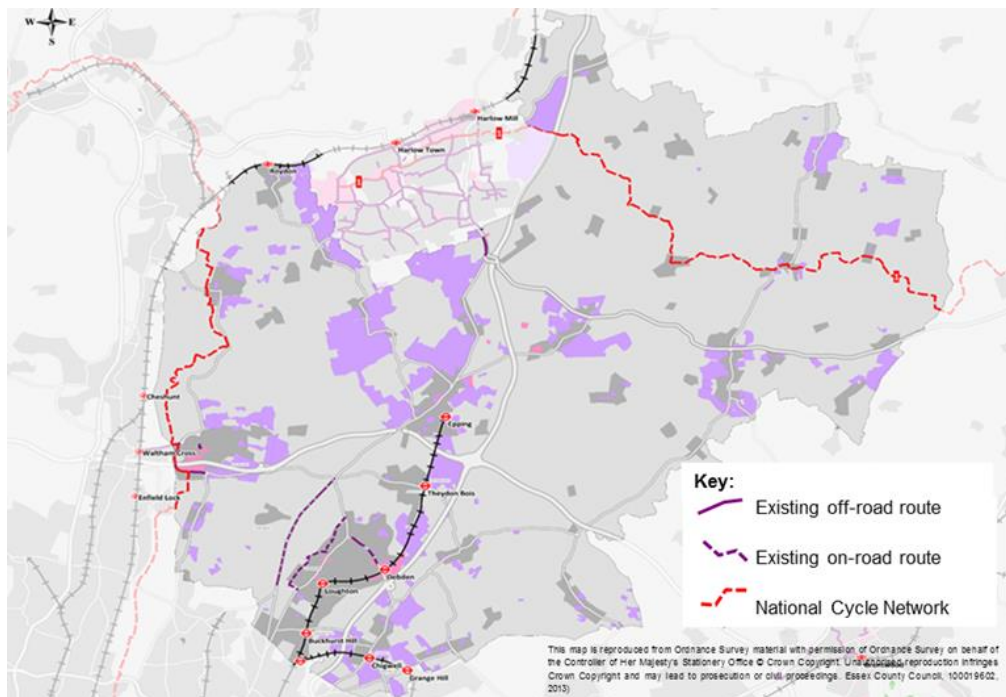 N
W E
S
Harlow Mill
1
Harlow Town
Roydon
1
Cheshunt
Epping
Waltham Cross
Theydon Bois
Enfield Lock
Debden
Loughton
Buckhurst Hill
Chigwell
Grange Hill
Key:
Existing off-road route
Existing on-road route
National Cycle Network
This map is reproduced from Ordnance Survey material with permission of Ordnance Survey on behalf of
the Controller of Her Majesty's Stationery Office © Crown Copyright. Unauthorised reproduction infringes
Crown Copyright and may lead to prosecution or civil proceedings. Essex County Council, 100019602,
2013)